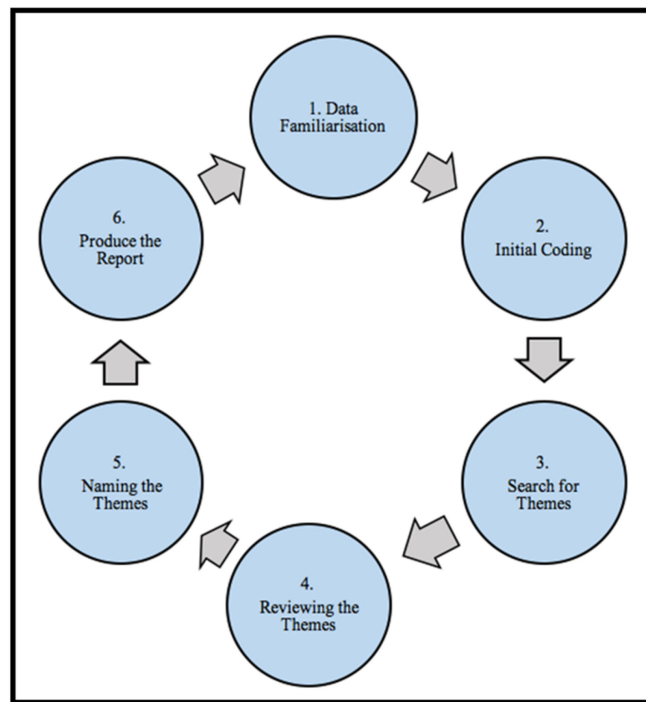 1. Data
Familiarisation
2.
Initial Coding
3.
Search for
Themes
4.
Reviewing the
Themes
5.
Naming the
Themes
6.
Produce the
Report